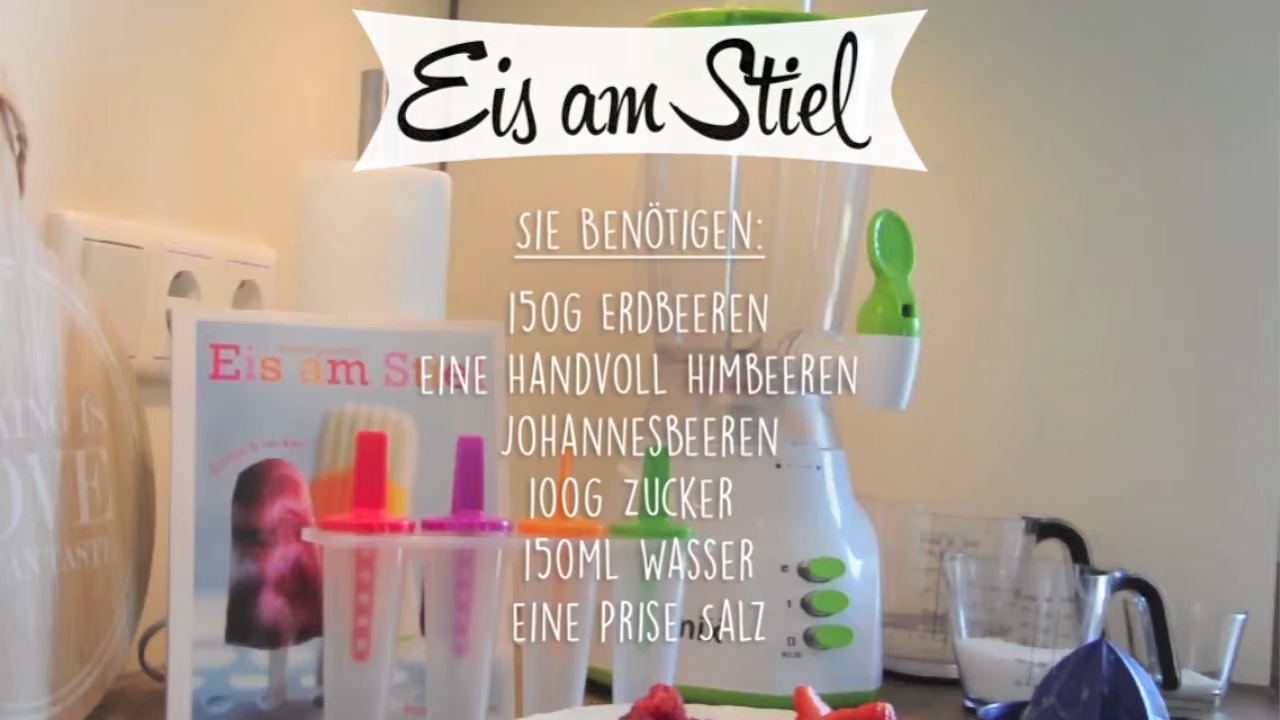 Eis am Stiel
SIE BENÖTIGEN:
150G ERDBEEREN
EINE HANDVOLL HIMBEEREN
JOHANNESBEEREN
100G ZUCKER
150ML WASSER
EINE PRISE SALZ
Eis am Stie